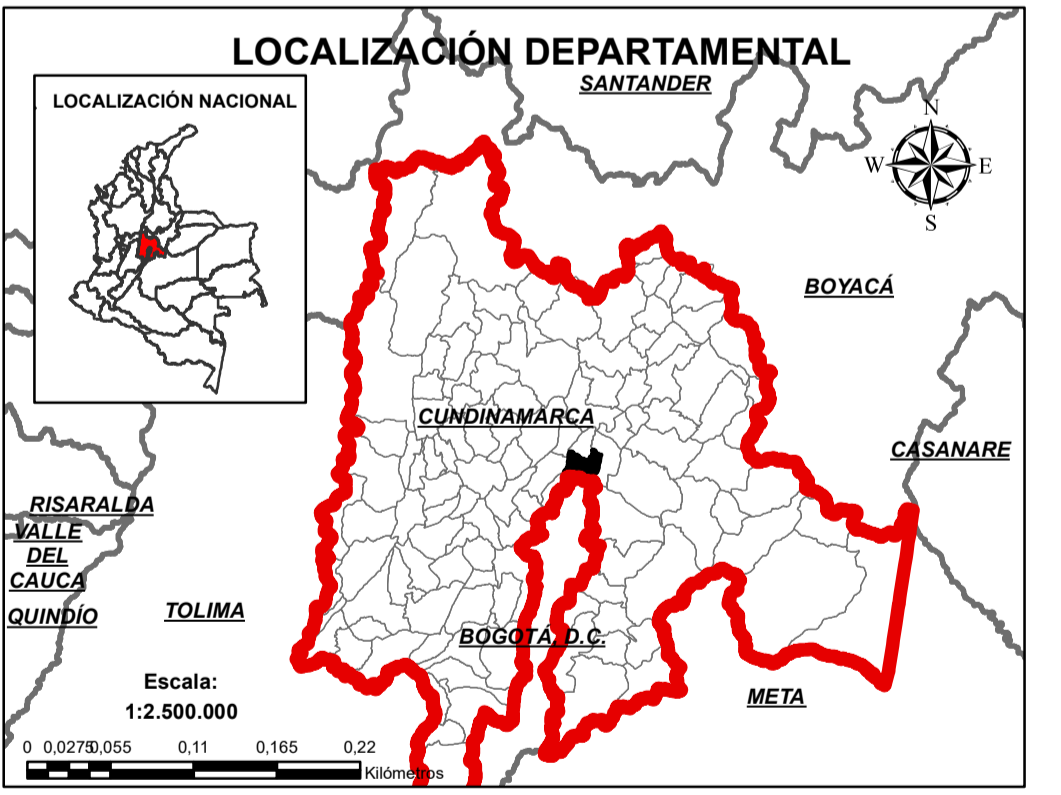 LOCALIZACIÓN DEPARTAMENTAL
SANTANDER
LOCALIZACIÓN NACIONAL
N
W
E
S
BOYACÁ
CUNDINAMARCA
CASANARE
RISARALDA
VALLE
DEL
CAUCA
QUINDÍO
TOLIMA
BOGOTÁ, D.C.
META
Escala:
1:2.500.000
0 0,0275 0,055 0,11 0,165 0,22
Kilómetros